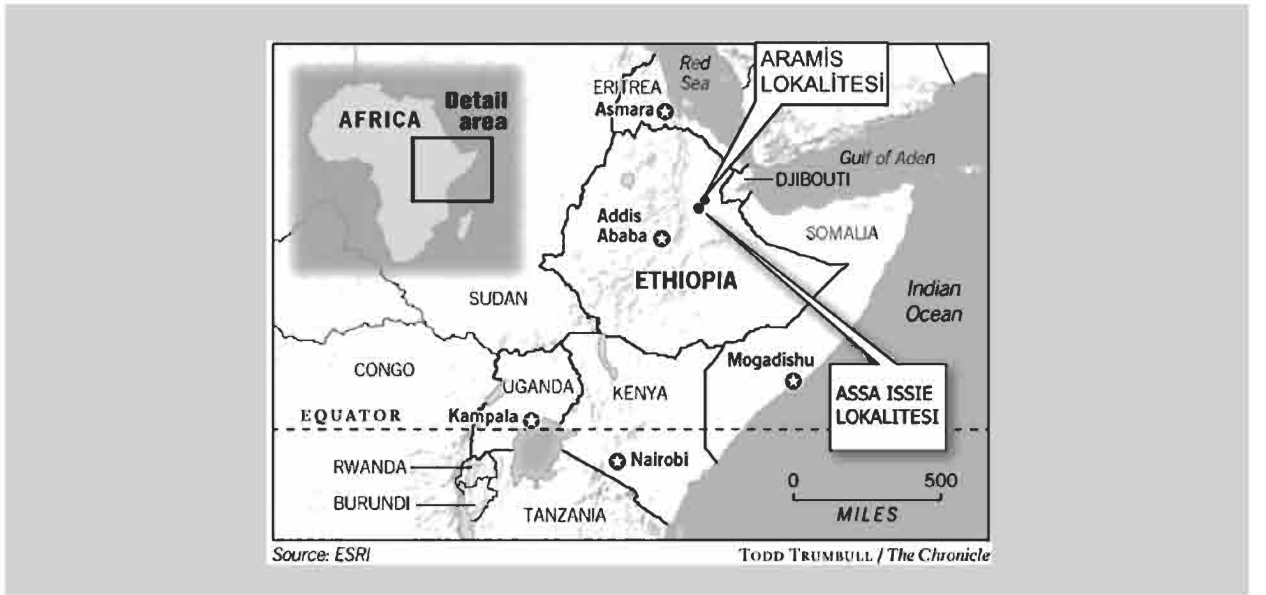 AFRICA
Detail
area
Red
Sea
ERITREA
Asmara
ARAMİS
LOKALİTESİ
Gulf of Aden
DJIBOUTI
Addis
Ababa
SOMALIA
ETHIOPIA
SUDAN
Indian
Ocean
CONGO
UGANDA
KENYA
Mogadishu
ASSA ISSIE
LOKALITESI
EQUATOR
Kampala
RWANDA
Nairobi
BURUNDI
TANZANIA
0 500
MILES
Source: ESRI
TODD TRUMBULL / The Chronicle